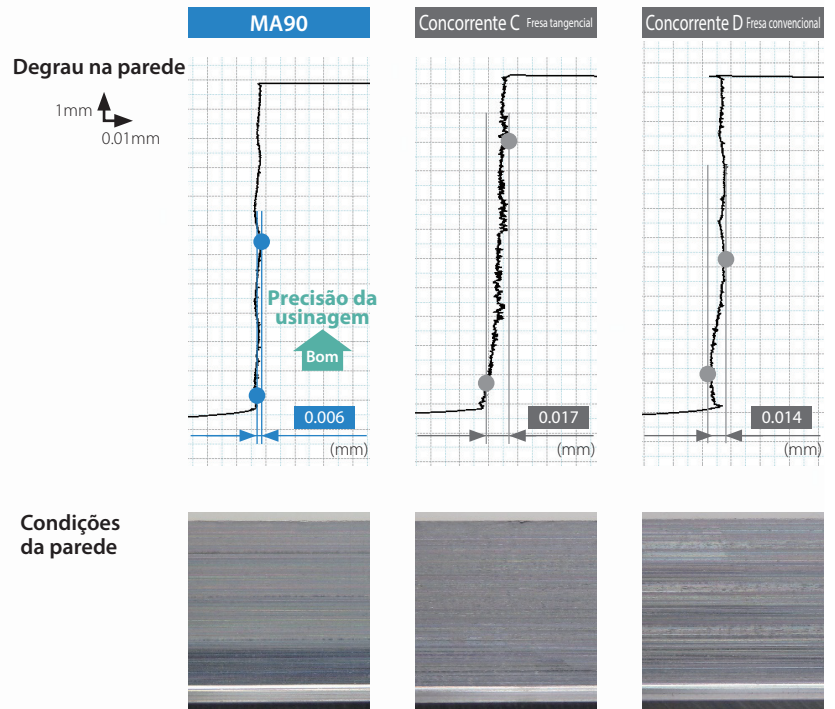 MA90
Concorrente C Fresa tangencial
Concorrente D Fresa convencional
Degrau na parede
1mm
0.01mm
Precisão da
usinagem
Bom
0.006
(mm)
0.017
(mm)
0.014
(mm)
Condições
da parede